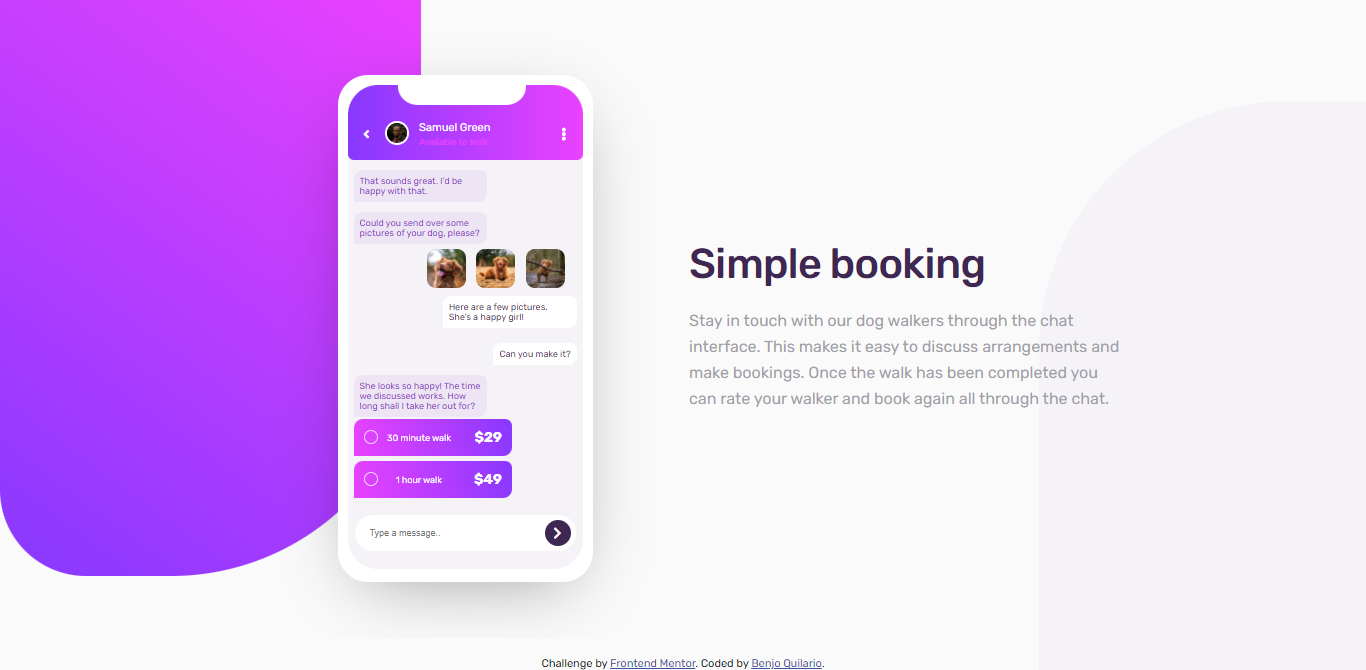 Samuel Green
Available to Walk
That sounds great. I'd be
happy with that.
Could you send over some
pictures of your dog, please?
Here are a few pictures.
She's a happy girl!
Can you make it?
She looks so happy! The time
we discussed works. How
long shall I take her out for?
30 minute walk $29
1 hour walk $49
Type a message..
Simple booking
Stay in touch with our dog walkers through the chat
interface. This makes it easy to discuss arrangements and
make bookings. Once the walk has been completed you
can rate your walker and book again all through the chat.
Challenge by Frontend Mentor. Coded by Benjo Quilario.